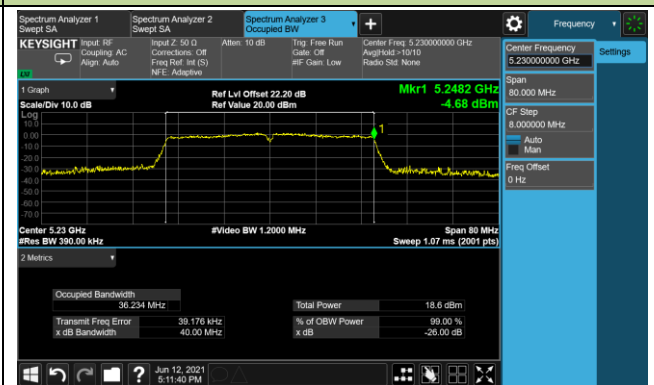 Spectrum Analyzer 1
Swept SA
Spectrum Analyzer 2
Swept SA
Spectrum Analyzer 3
Occupied BW
Frequency
KEYSIGHT
Input: RF
Coupling: AC
Align: Auto
Input Z: 50 Ω
Corrections: Off
Freq Ref: Int (S)
NFE: Adaptive
Atten: 10 dB
Trig: Free Run
Gate: Off
#IF Gain: Low
Center Freq: 5.230000000 GHz
Avg|Hold:>10/10
Radio Std: None
Center Frequency
5.230000000 GHz
Settings
Span
80.000 MHz
CF Step
8.000000 MHz
Auto
Man
Freq Offset
0 Hz
1 Graph
Ref Lvl Offset 22.20 dB
Mkr1 5.2482 GHz
Scale/Div 10.0 dB
Ref Value 20.00 dBm
-4.68 dBm
Log
10.0
0.00
-10.0
-20.0
-30.0
-40.0
-50.0
-60.0
-70.0
1
Center 5.23 GHz
#Video BW 1.2000 MHz
Span 80 MHz
#Res BW 390.00 kHz
Sweep 1.07 ms (2001 pts)
2 Metrics
Occupied Bandwidth
36.234 MHz
Total Power 18.6 dBm
Transmit Freq Error 39.176 kHz
% of OBW Power 99.00 %
x dB Bandwidth 40.00 MHz
x dB -26.00 dB
?
Jun 12, 2021
5:11:40 PM